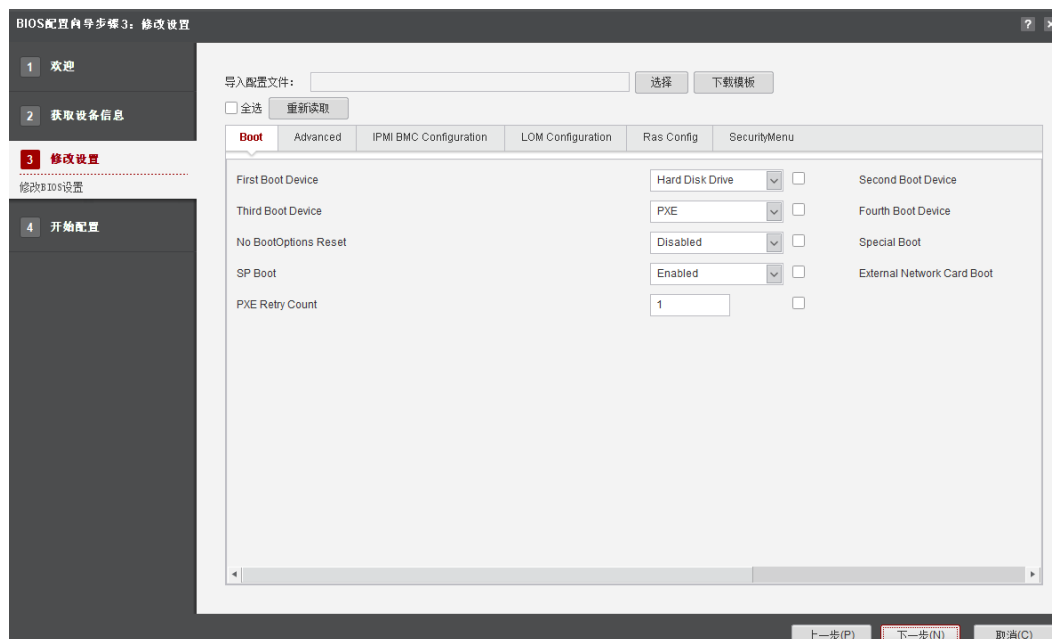 BIOS配置向导步骤3：修改设置
?
1 欢迎
2 获取设备信息
3 修改设置
修改BIOS设置
4 开始配置
导入配置文件：
选择
下载模板
全选
重新读取
Boot Advanced IPMI BMC Configuration LOM Configuration Ras Config SecurityMenu
First Boot Device Hard Disk Drive Second Boot Device
Third Boot Device PXE Fourth Boot Device
No BootOptions Reset Disabled Special Boot
SP Boot Enabled External Network Card Boot
PXE Retry Count 1
上一步(P) 下一步(N) 取消(C)